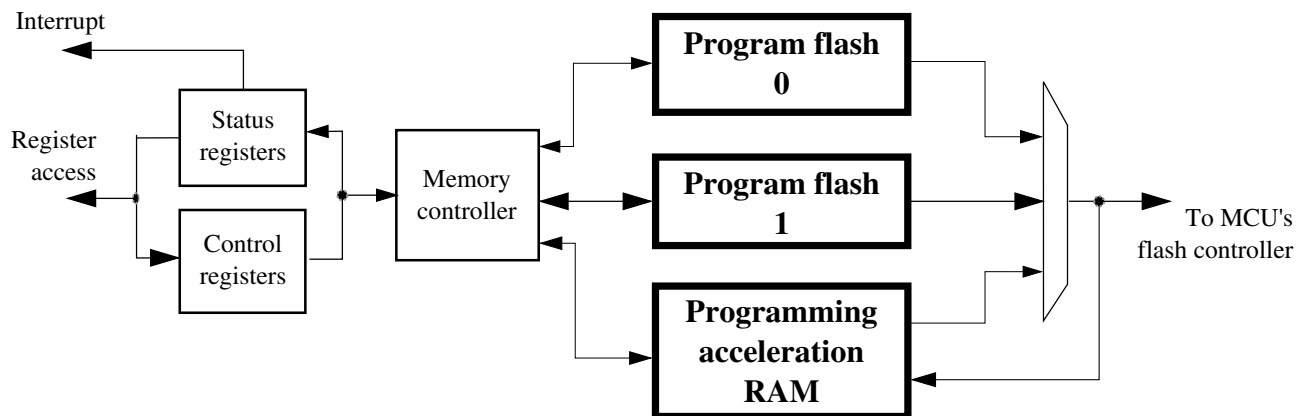 Interrupt
Register
access
Status
registers
Control
registers
Memory
controller
Program flash
0
Program flash
1
Programming
acceleration
RAM
To MCU's
flash controller